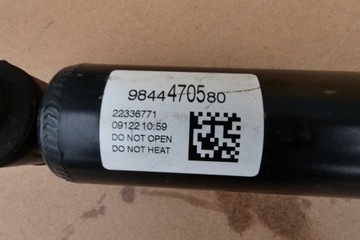 9844470580
22336771
09122 10:59
DO NOT OPEN
DO NOT HEAT